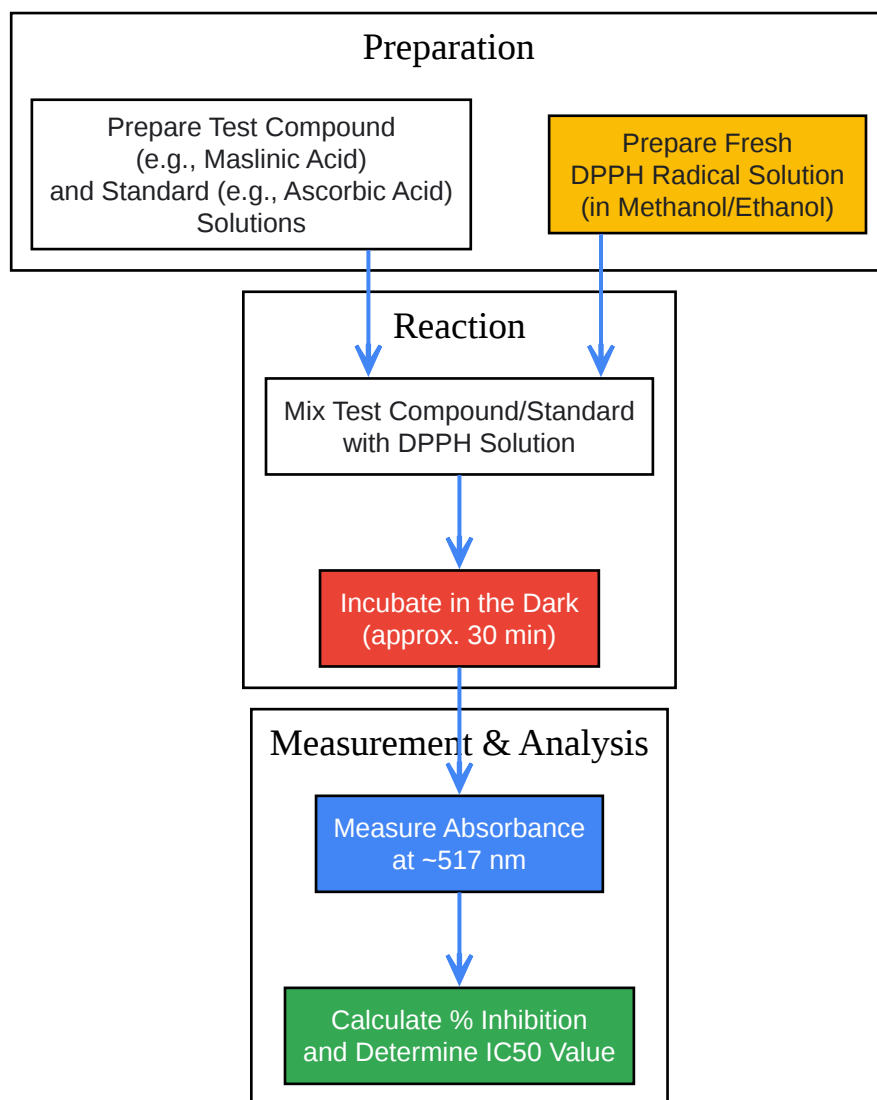 Preparation
Prepare Test Compound
(e.g., Maslinic Acid)
and Standard (e.g., Ascorbic Acid)
Solutions
Prepare Fresh
DPPH Radical Solution
(in Methanol/Ethanol)
Reaction
Mix Test Compound/Standard
with DPPH Solution
Incubate in the Dark
(approx. 30 min)
Measurement & Analysis
Measure Absorbance
at ~517 nm
Calculate % Inhibition
and Determine IC50 Value